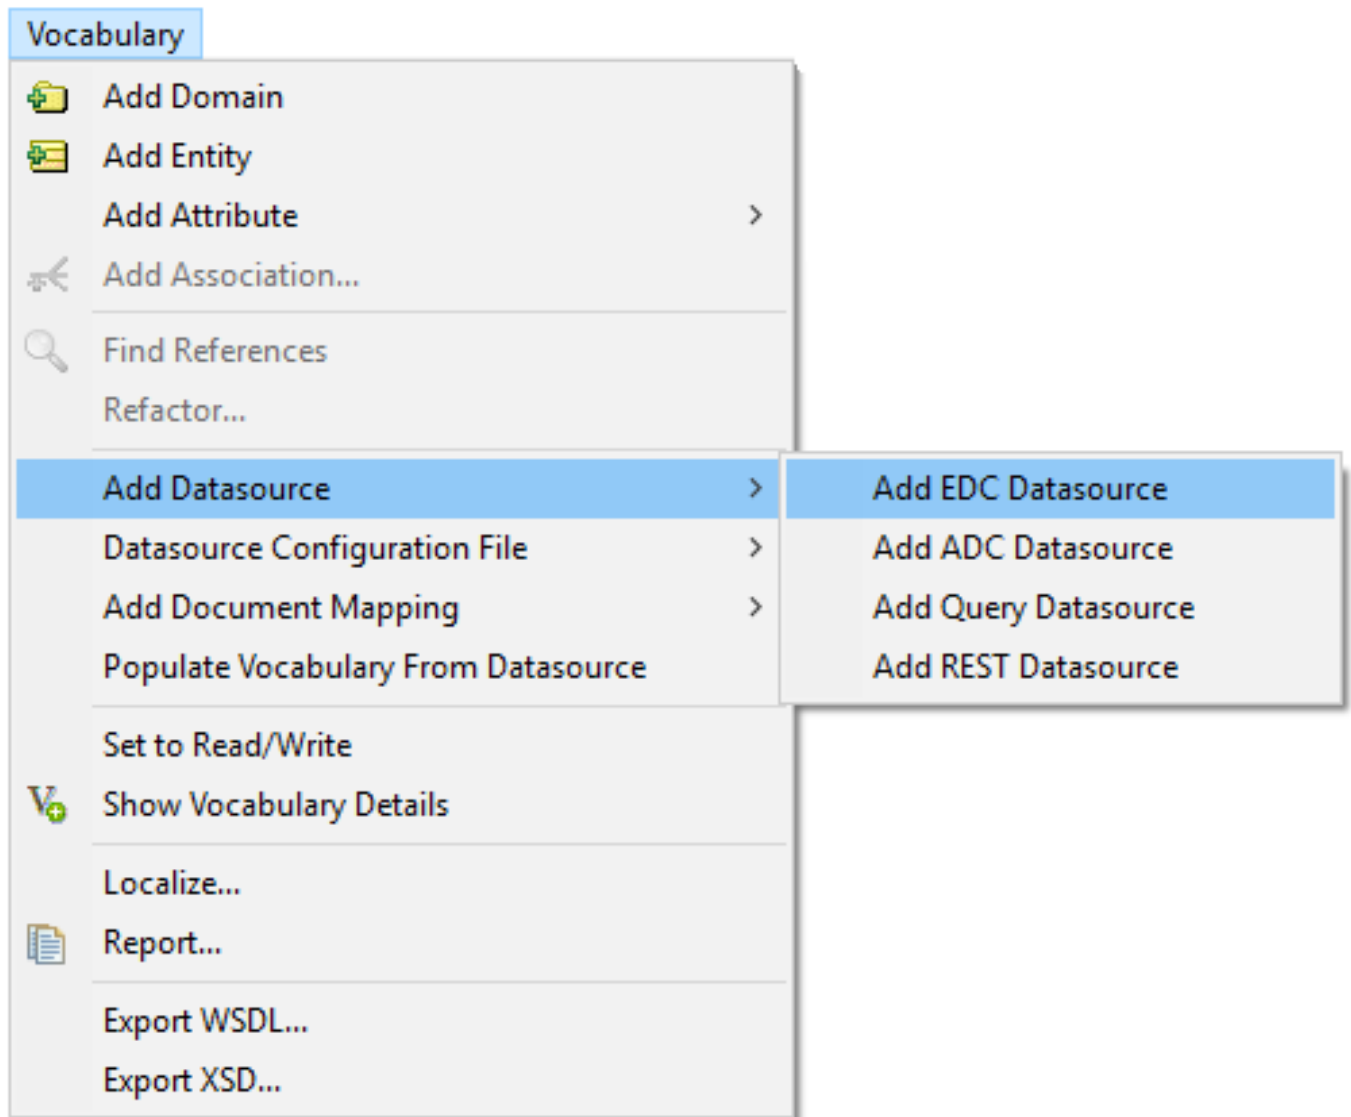 Vocabulary
Add Domain
Add Entity
Add Attribute
Add Association...
Find References
Refactor...
Add Datasource
Add EDC Datasource
Datasource Configuration File
Add ADC Datasource
Add Document Mapping
Add Query Datasource
Populate Vocabulary From Datasource
Add REST Datasource
Set to Read/Write
Show Vocabulary Details
Localize...
Report...
Export WSDL...
Export XSD...